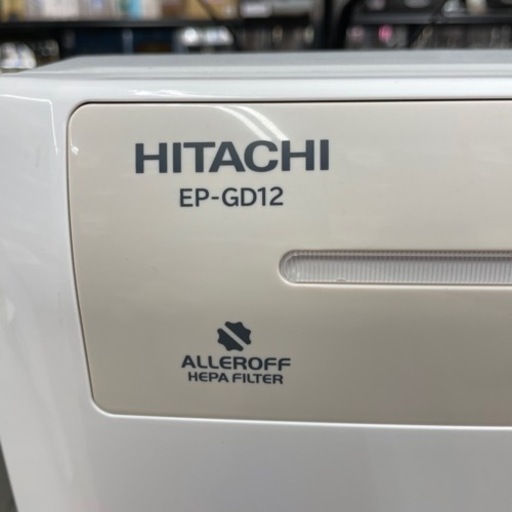 HITACHI
EP-GD12
ALLEROFF
HEPA FILTER